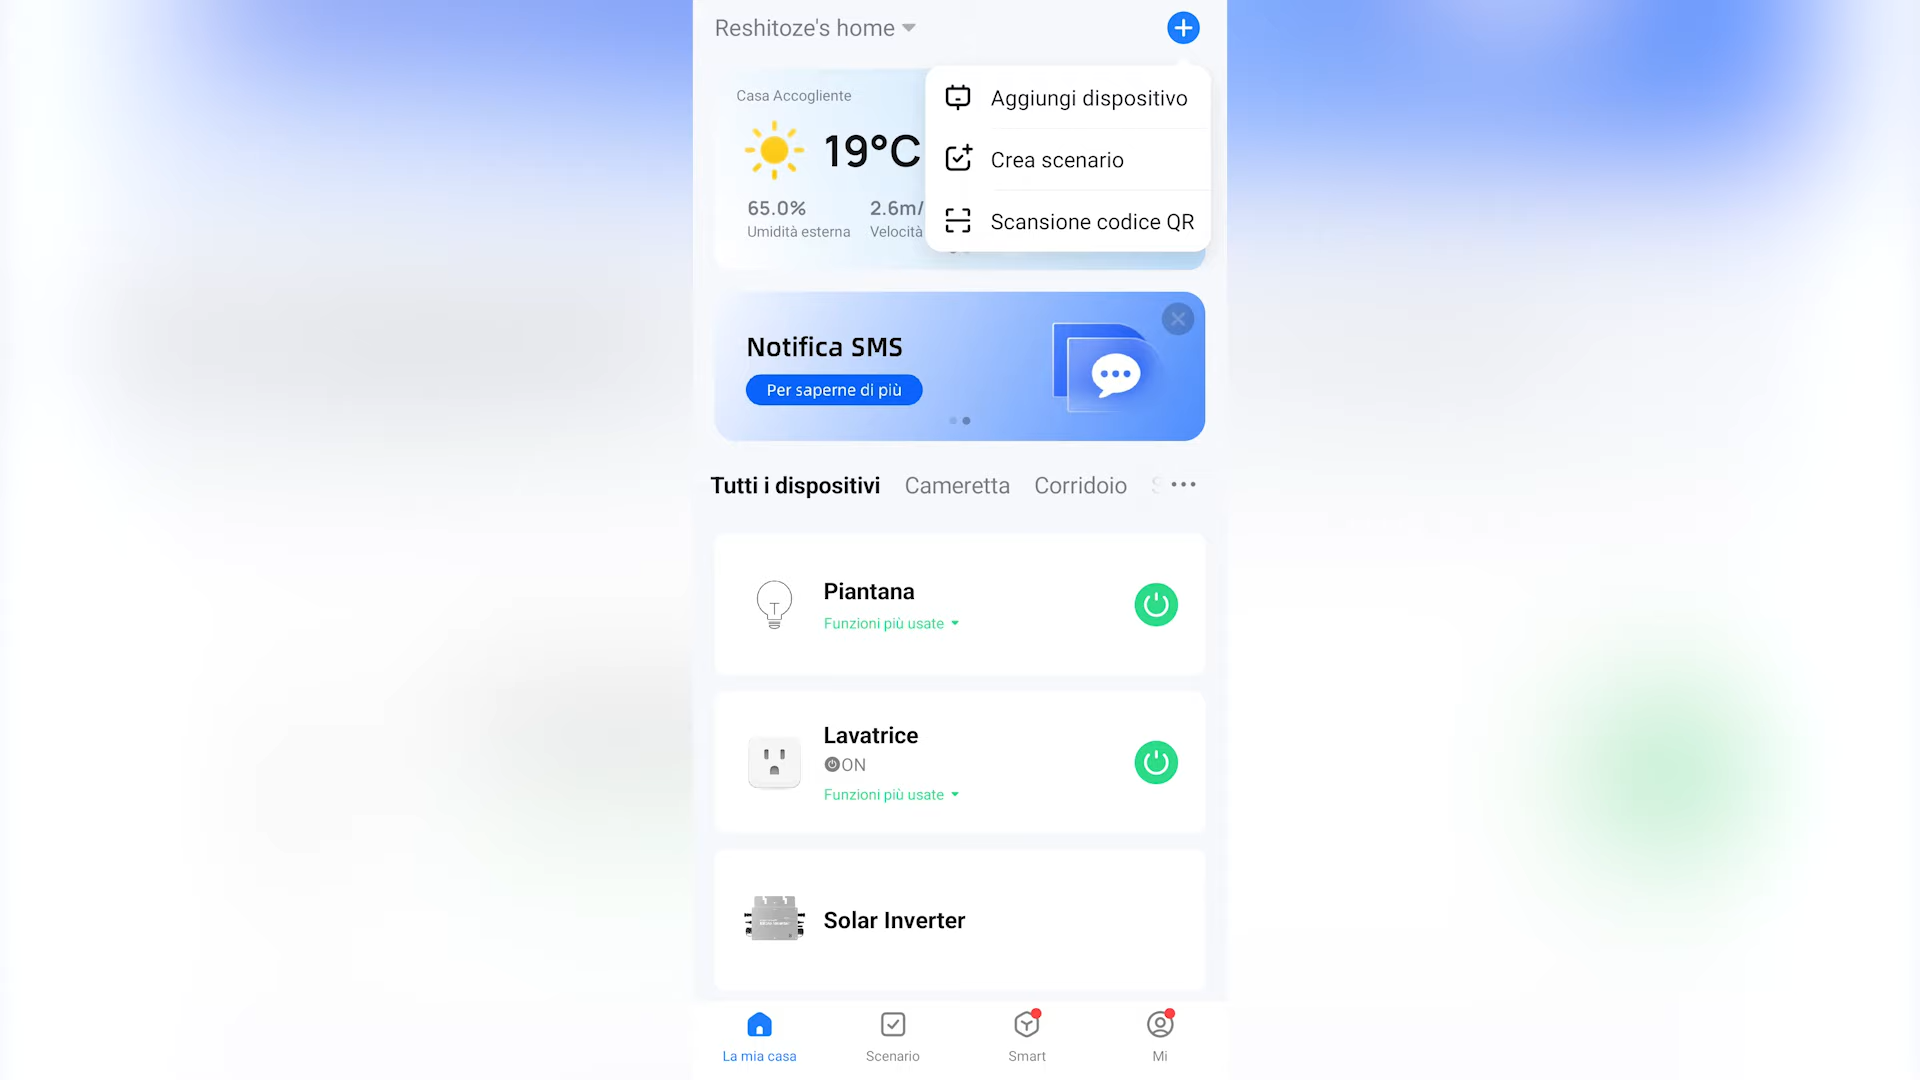 Reshitoze's home
Casa Accogliente
19°C
65.0%
Umidità esterna
2.6m/
Velocità
Aggiungi dispositivo
Crea scenario
Scansione codice QR
Notifica SMS
Per saperne di più
Tutti i dispositivi
Cameretta
Corridoio
Piantana
Funzioni più usate
Lavatrice
ON
Funzioni più usate
Solar Inverter
La mia casa
Scenario
Smart
Mi